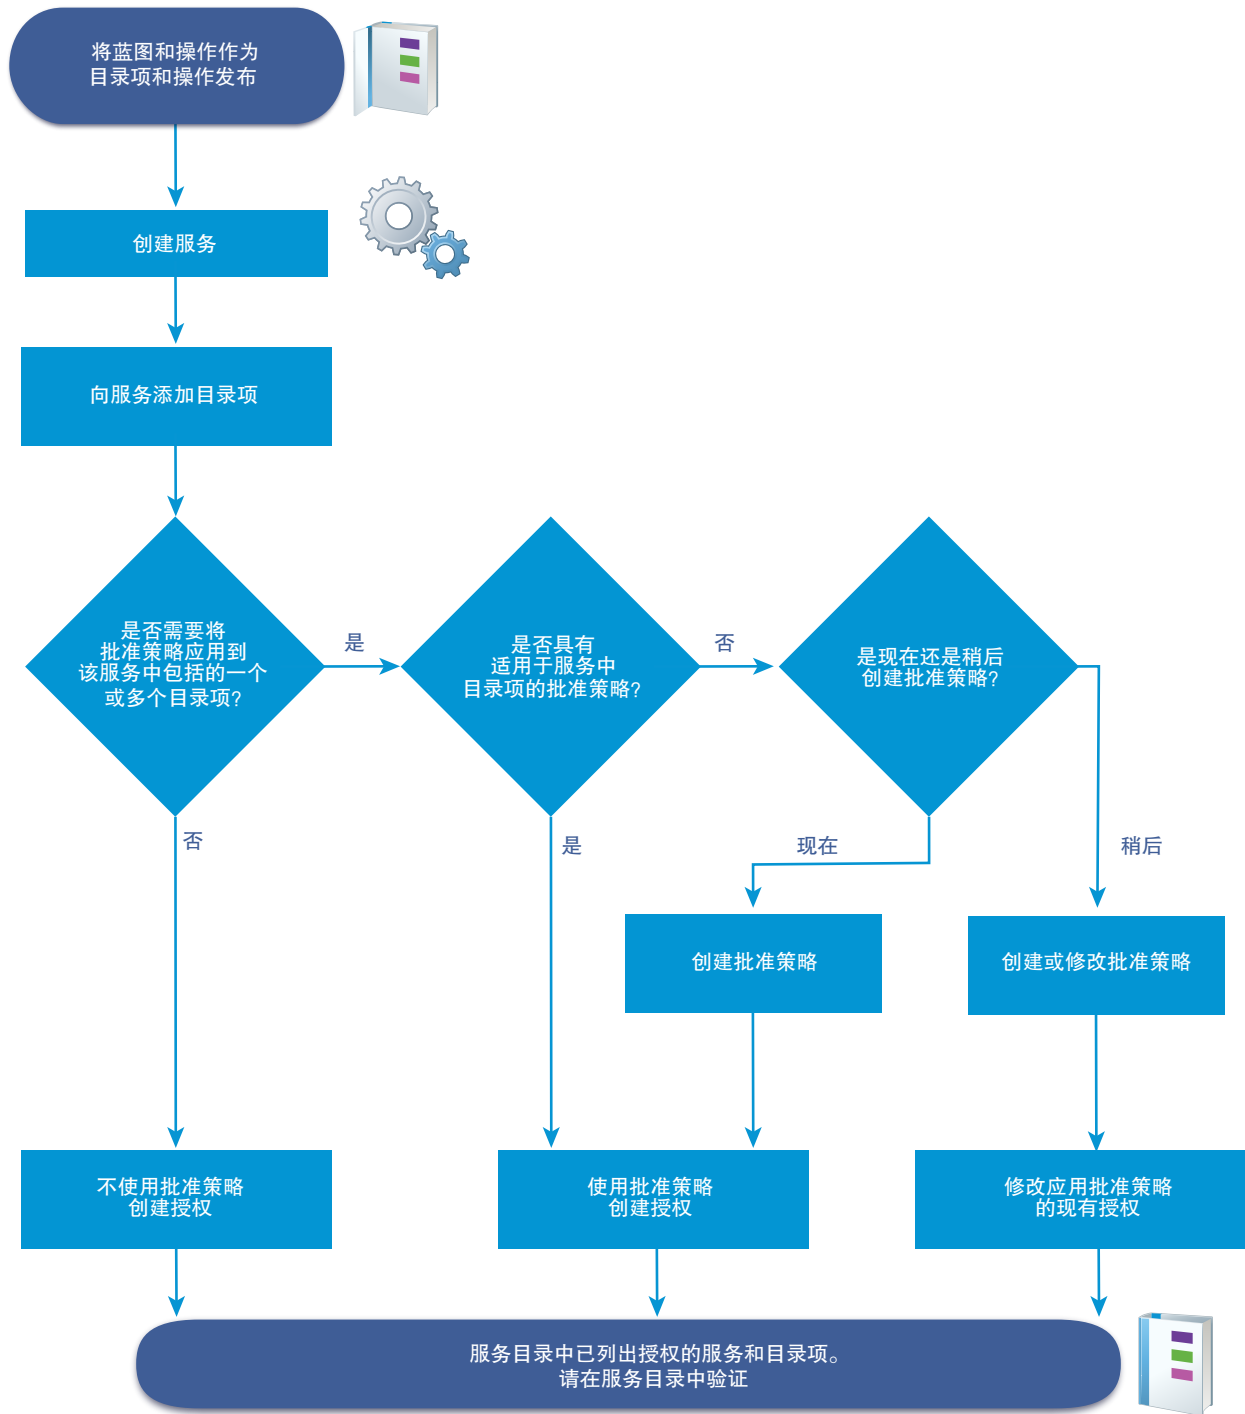 将蓝图和操作作为
目录项和操作发布
创建服务
向服务添加目录项
是否需要将
批准策略应用到
该服务中包括的一个
或多个目录项?
是
是否具有
适用于服务中
目录项的批准策略?
否
是现在还是稍后
创建批准策略?
否
是
现在
稍后
创建批准策略
创建或修改批准策略
不使用批准策略
创建授权
使用批准策略
创建授权
修改应用批准策略
的现有授权
服务目录中已列出授权的服务和目录项。
请在服务目录中验证